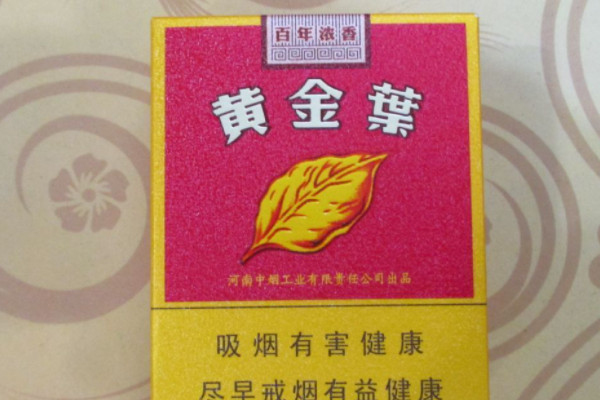 百年浓香
黄金葉
河南中烟工业有限责任公司出品
吸烟有害健康
尽早戒烟有益健康